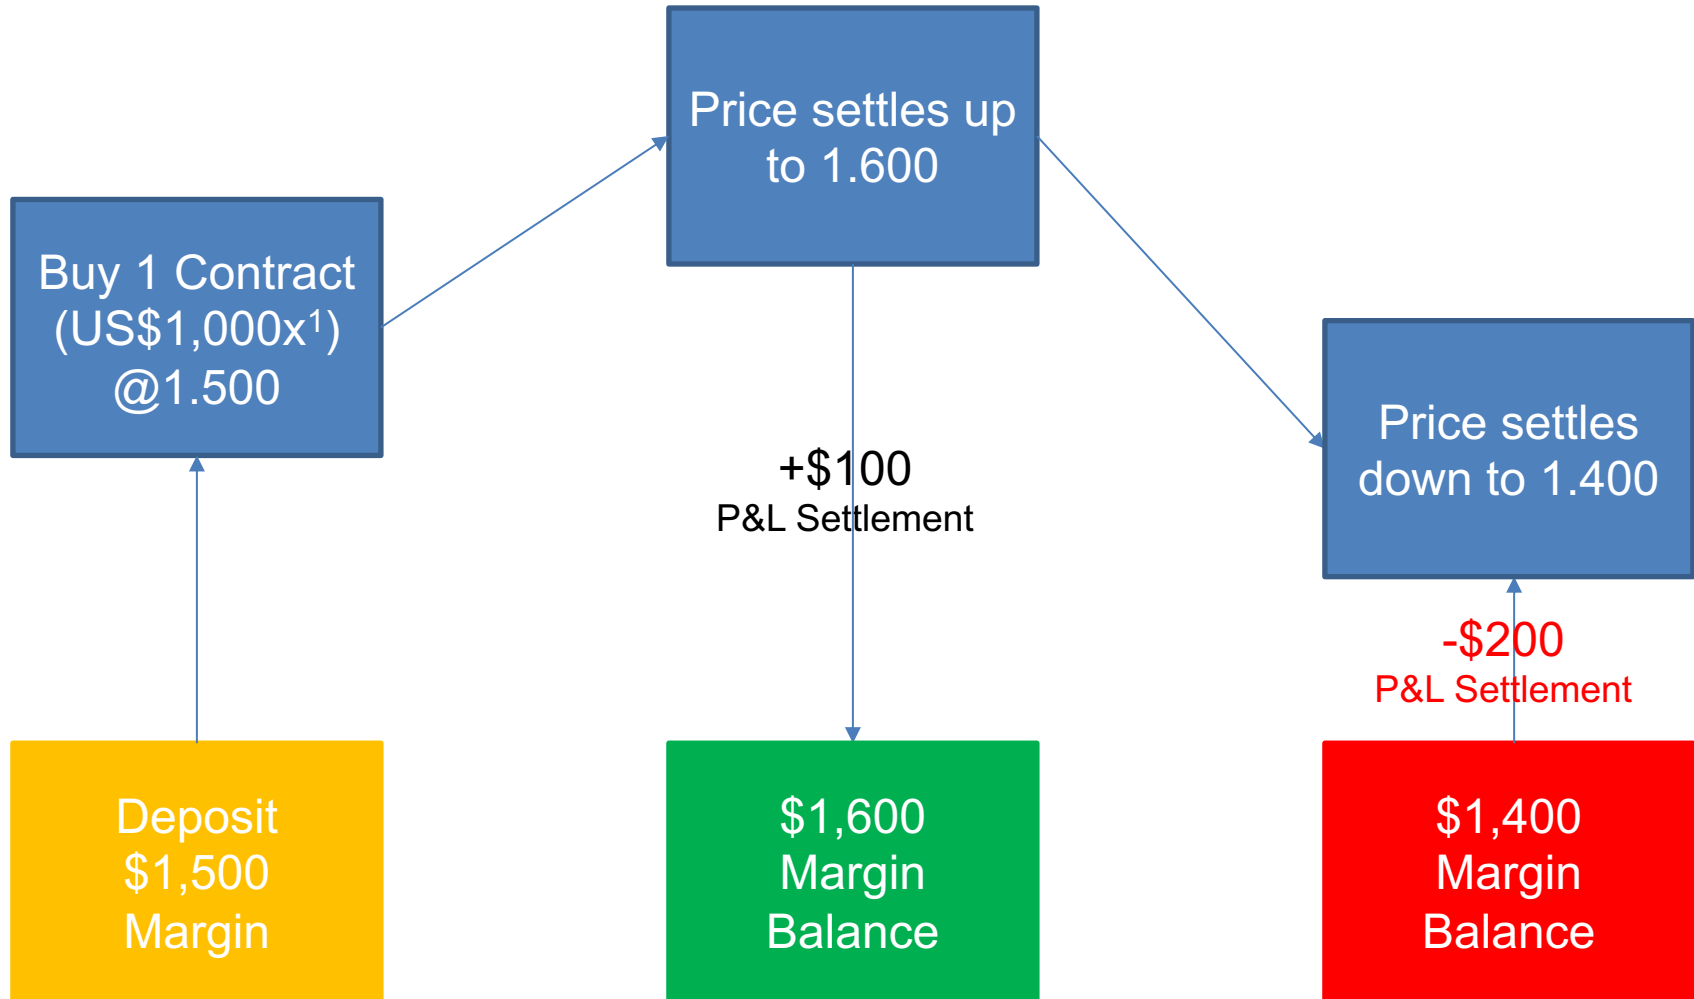 Price settles up
to 1.600
Buy 1 Contract
(US$1,000x¹)
@1.500
Price settles
down to 1.400
+$100
P&L Settlement
-$200
P&L Settlement
Deposit
$1,500
Margin
$1,600
Margin
Balance
$1,400
Margin
Balance